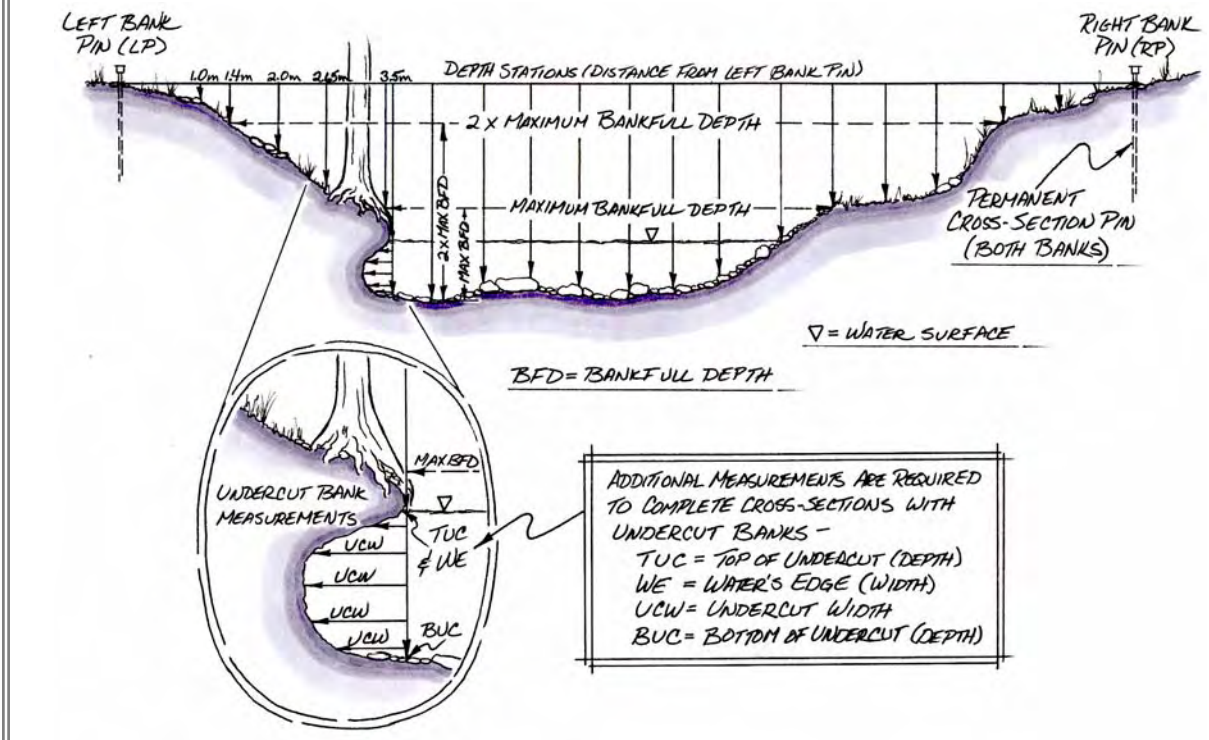 LEFT BANK
PIN (LP)
RIGHT BANK
PIN (RP)
1.0m 1.4m 2.0m 2.65m 3.5m
DEPTH STATIONS (DISTANCE FROM LEFT BANK PIN)
2 X MAXIMUM BANKFULL DEPTH
MAXIMUM BANKFULL DEPTH
2 X MAX BFD
MAX BFD
PERMANENT
CROSS-SECTION PIN
(BOTH BANKS)
▽ = WATER SURFACE
BFD = BANKFULL DEPTH
MAX BFD
UNDERCUT BANK
MEASUREMENTS
TUC
& WE
UCW
UCW
UCW
UCW
BUC
ADDITIONAL MEASUREMENTS ARE REQUIRED
TO COMPLETE CROSS-SECTIONS WITH
UNDERCUT BANKS -
TUC = TOP OF UNDERCUT (DEPTH)
WE = WATER'S EDGE (WIDTH)
UCW = UNDERCUT WIDTH
BUC = BOTTOM OF UNDERCUT (DEPTH)